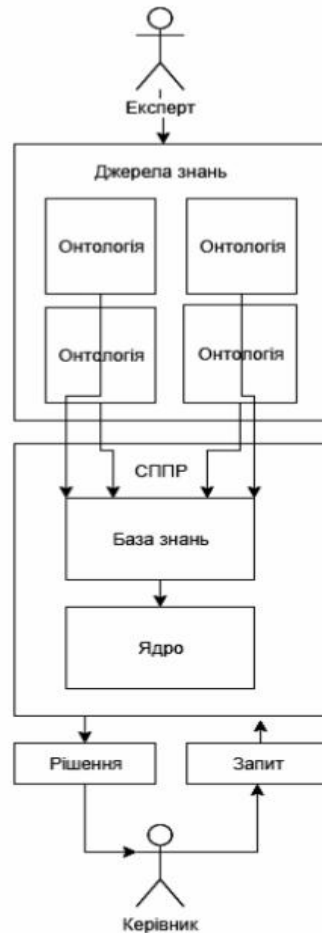 Експерт
Джерела знань
Онтологія
Онтологія
Онтологія
Онтологія
СППР
База знань
Ядро
Рішення
Запит
Керівник